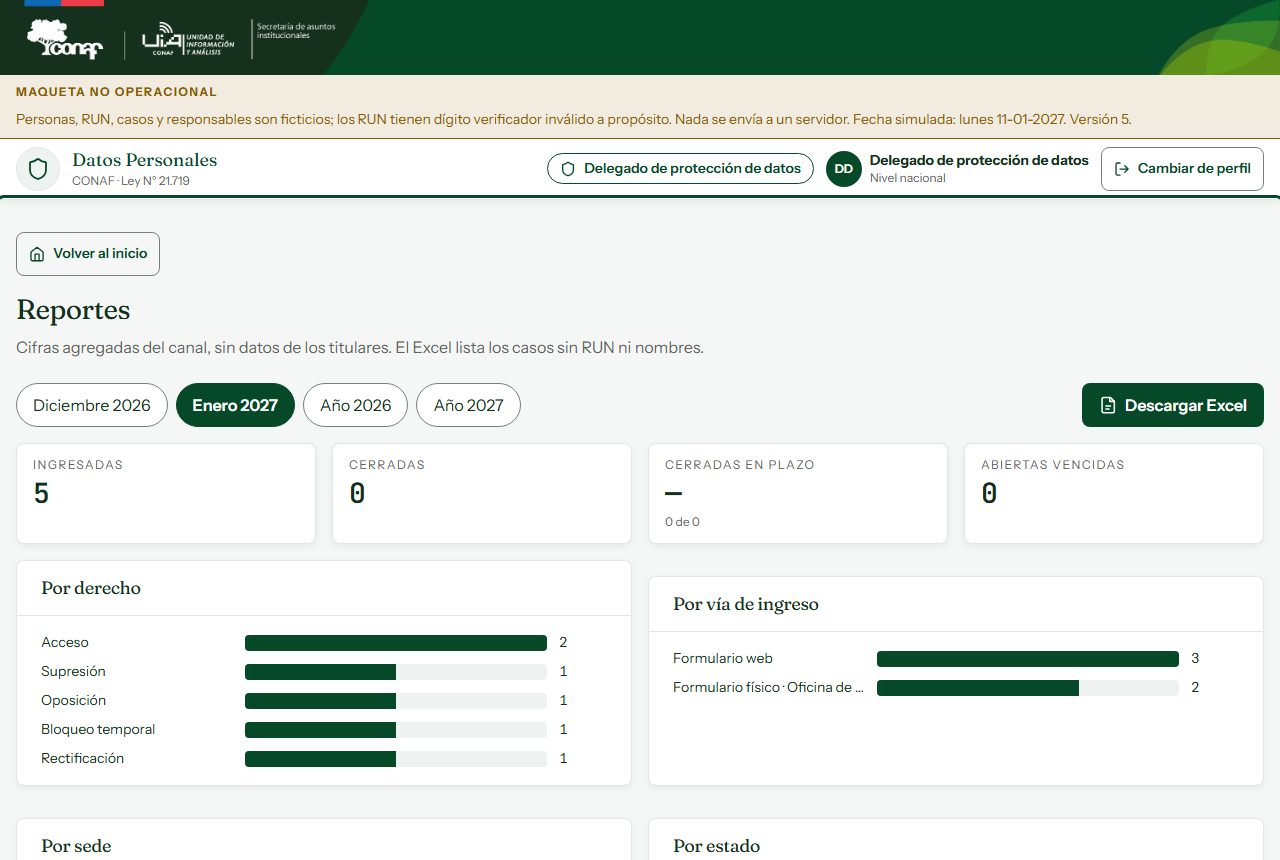 Conaf
UiA
CONAF
UNIDAD DE
INFORMACIÓN
Y ANÁLISIS
Secretaría de asuntos
institucionales
MAQUETA NO OPERACIONAL
Personas, RUN, casos y responsables son ficticios; los RUN tienen dígito verificador inválido a propósito. Nada se envía a un servidor. Fecha simulada: lunes 11-01-2027. Versión 5.
Datos Personales
CONAF · Ley N° 21.719
Delegado de protección de datos
DD
Delegado de protección de datos
Nivel nacional
Cambiar de perfil
Volver al inicio
Reportes
Cifras agregadas del canal, sin datos de los titulares. El Excel lista los casos sin RUN ni nombres.
Diciembre 2026
Enero 2027
Año 2026
Año 2027
Descargar Excel
INGRESADAS
5
CERRADAS
0
CERRADAS EN PLAZO
—
0 de 0
ABIERTAS VENCIDAS
0
Por derecho
Acceso 2
Supresión 1
Oposición 1
Bloqueo temporal 1
Rectificación 1
Por vía de ingreso
Formulario web 3
Formulario físico · Oficina de ... 2
Por sede
Por estado